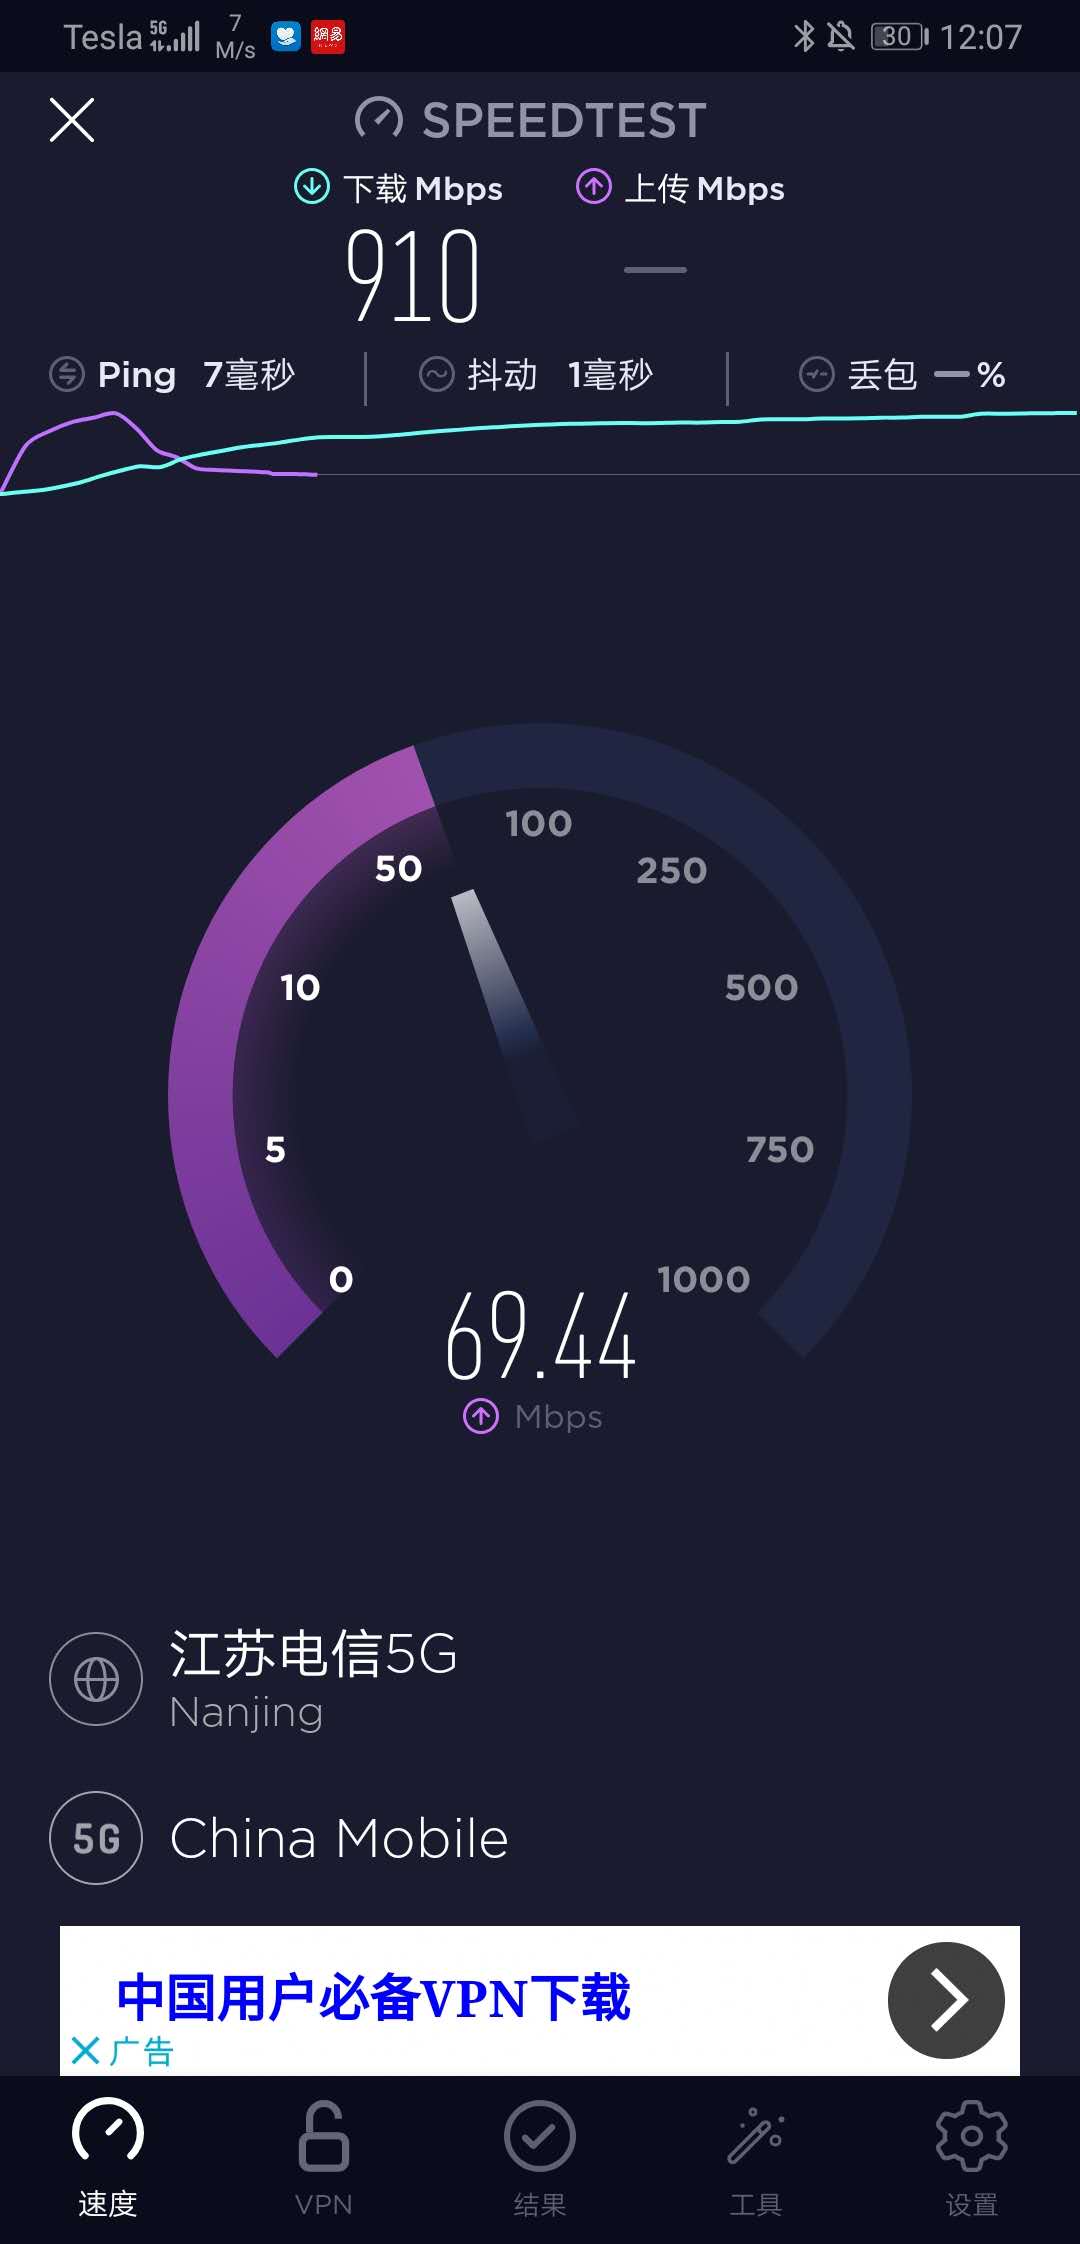 Tesla 5G 7 M/s 網易 30 12:07
SPEEDTEST
下载 Mbps 上传 Mbps
910 —
Ping 7毫秒 抖动 1毫秒 丢包 —%
100
50 250
10 500
5 750
0 1000
69.44
Mbps
江苏电信5G
Nanjing
5G China Mobile
中国用户必备VPN下载
广告
速度 VPN 结果 工具 设置